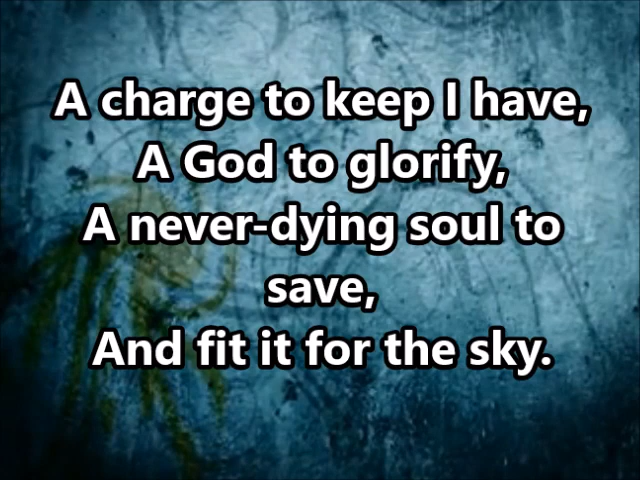 A charge to keep I have,
A God to glorify,
A never-dying soul to
save,
And fit it for the sky.